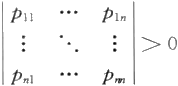 | p₁₁ ⋯ p₁ₙ |
| ⋮ ⋱ ⋮ | > 0
| pₙ₁ ⋯ pₙₙ |